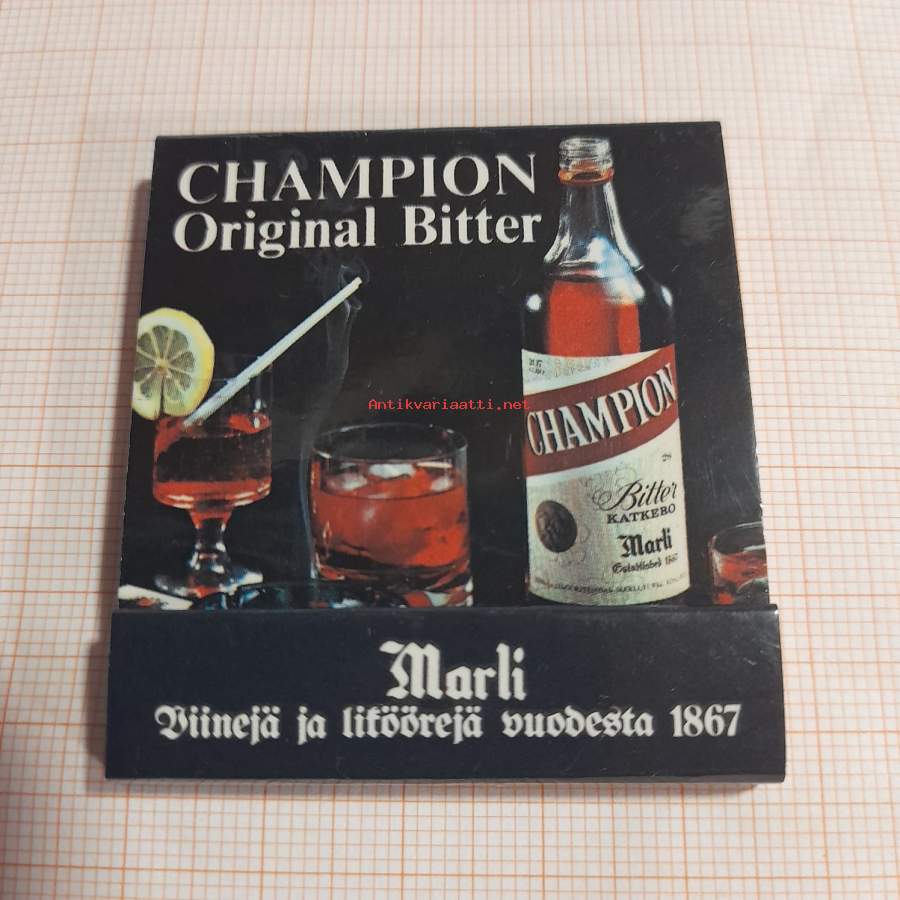 CHAMPION
Original Bitter
Antikvariaatti.net
CHAMPION
Bitter
KATKERO
Marli
Established 1867
Marli
Viinejä ja liköörejä vuodesta 1867